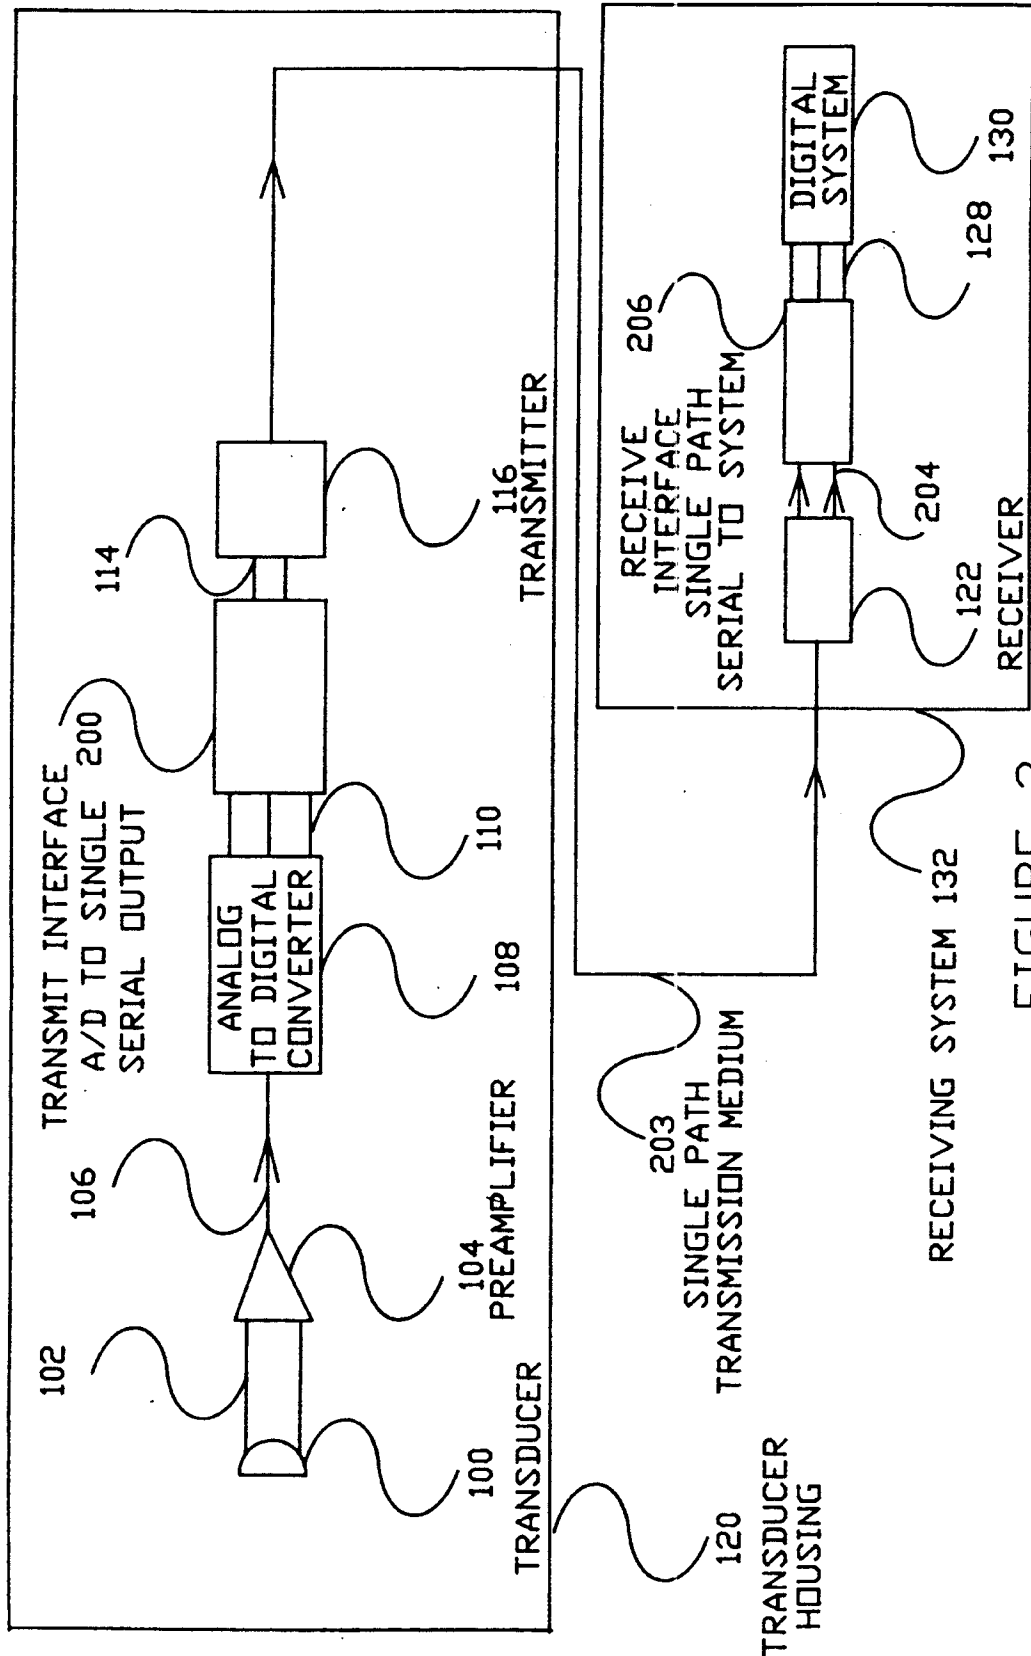 TRANSMIT INTERFACE
A/D TO SINGLE 200
SERIAL OUTPUT
102
106
114
ANALOG
TO DIGITAL
CONVERTER
100
TRANSDUCER
104
PREAMPLIFIER
108
110
116
TRANSMITTER
120
TRANSDUCER
HOUSING
203
SINGLE PATH
TRANSMISSION MEDIUM
RECEIVE
INTERFACE
SINGLE PATH
SERIAL TO SYSTEM
206
DIGITAL
SYSTEM
122
204
128
130
RECEIVER
RECEIVING SYSTEM 132
FIGURE